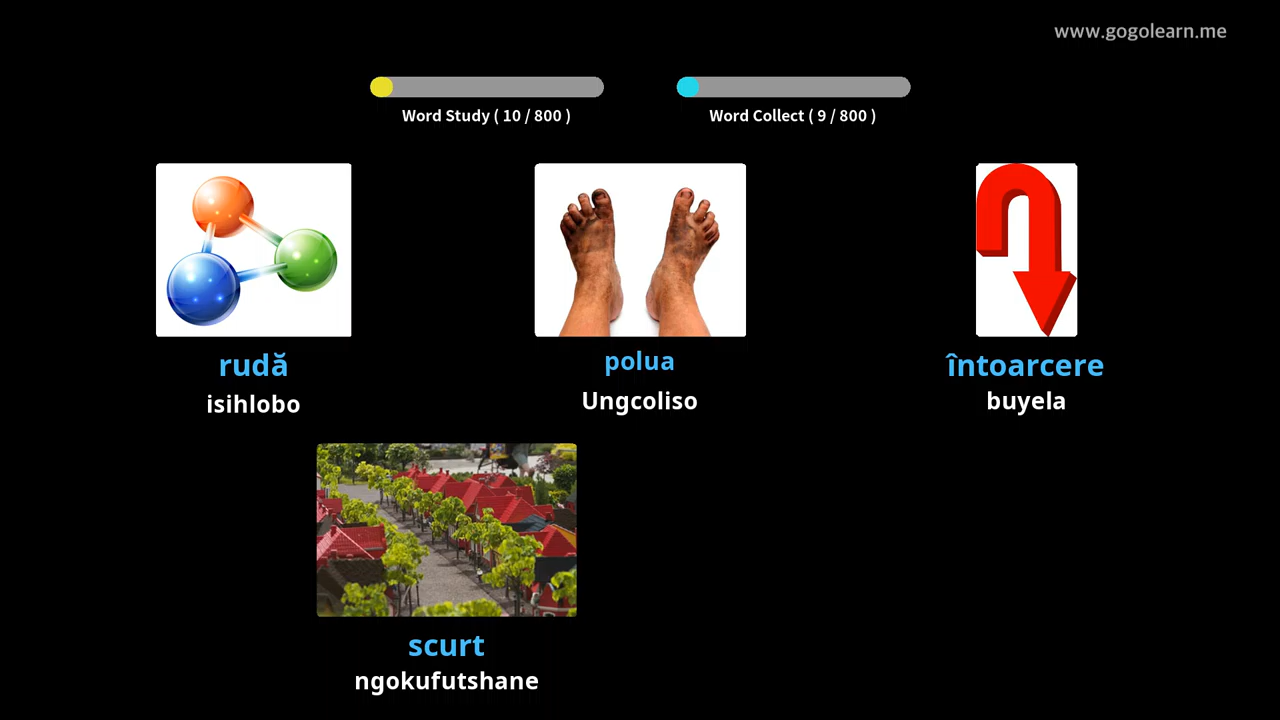 www.gogolearn.me
Word Study ( 10 / 800 )
Word Collect ( 9 / 800 )
rudă
isihlobo
polua
Ungcoliso
întoarcere
buyela
scurt
ngokufutshane